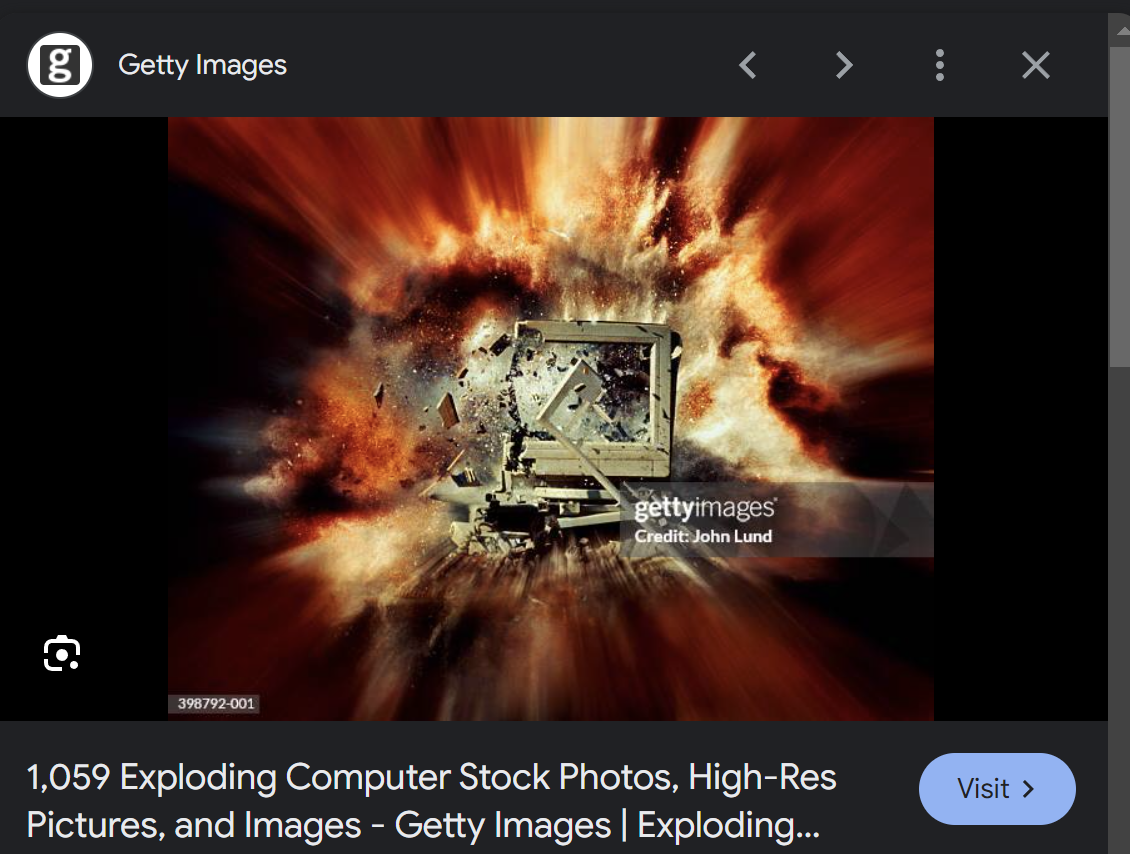 g
Getty Images
gettyimages®
Credit: John Lund
398792-001
1,059 Exploding Computer Stock Photos, High-Res
Pictures, and Images - Getty Images | Exploding...
Visit